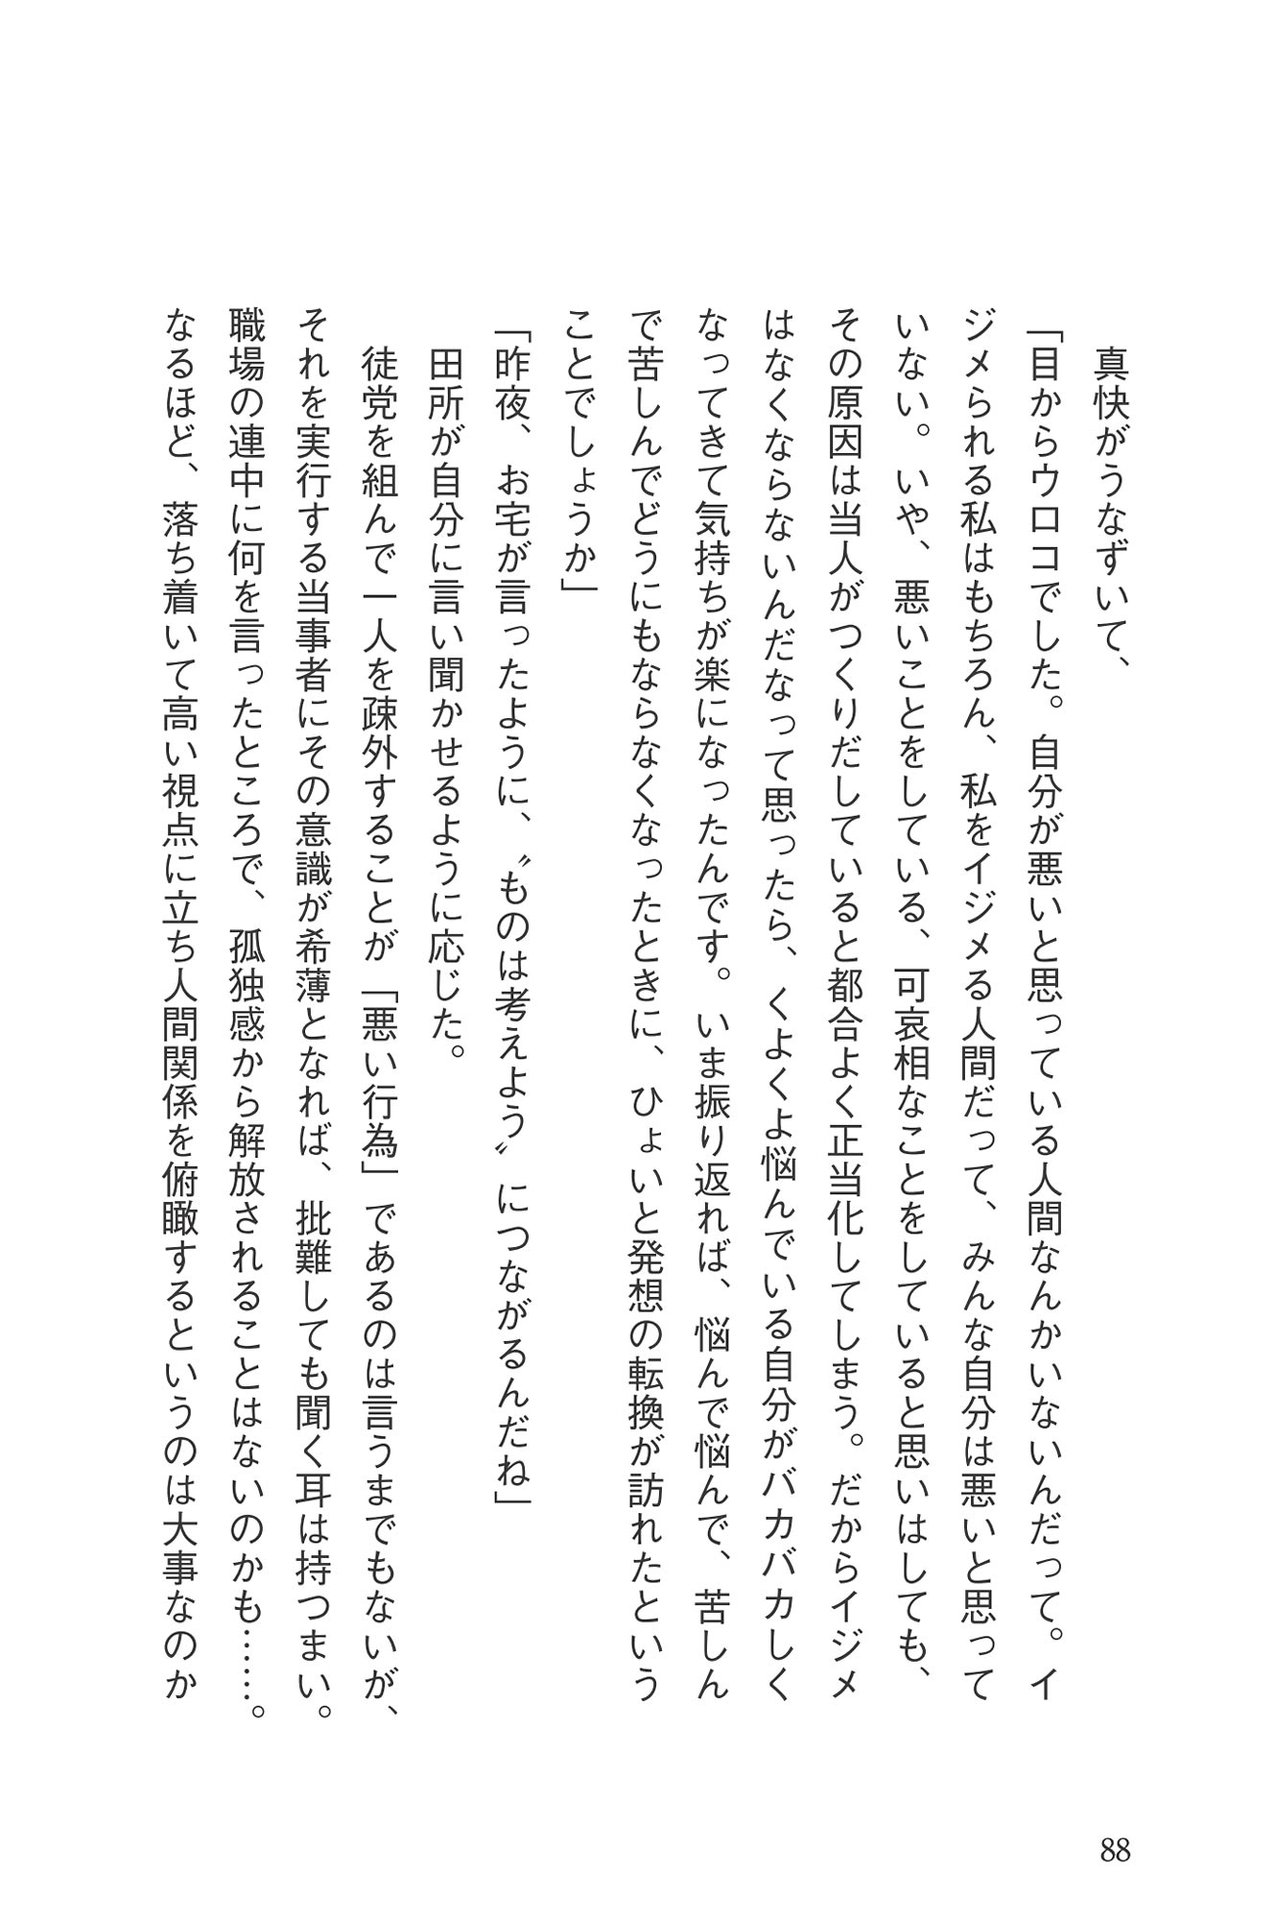 真快がうなずいて、
「目からウロコでした。自分が悪いと思っている人間なんかいないんだって。イ
ジメられる私はもちろん、私をイジメる人間だって、みんな自分は悪いと思って
いない。いや、悪いことをしている、可哀相なことをしていると思いはしても、
その原因は当人がつくりだしていると都合よく正当化してしまう。だからイジメ
はなくならないんだなって思ったら、くよくよ悩んでいる自分がバカバカしく
なってきて気持ちが楽になったんです。いま振り返れば、悩んで悩んで、苦しん
で苦しんでどうにもならなくなったときに、ひょいと発想の転換が訪れたという
ことでしょうか」
「昨夜、お宅が言ったように、〝ものは考えよう〟につながるんだね」
　田所が自分に言い聞かせるように応じた。
　徒党を組んで一人を疎外することが「悪い行為」であるのは言うまでもないが、
それを実行する当事者にその意識が希薄となれば、批難しても聞く耳は持つまい。
職場の連中に何を言ったところで、孤独感から解放されることはないのかも……。
なるほど、落ち着いて高い視点に立ち人間関係を俯瞰するというのは大事なのか
88